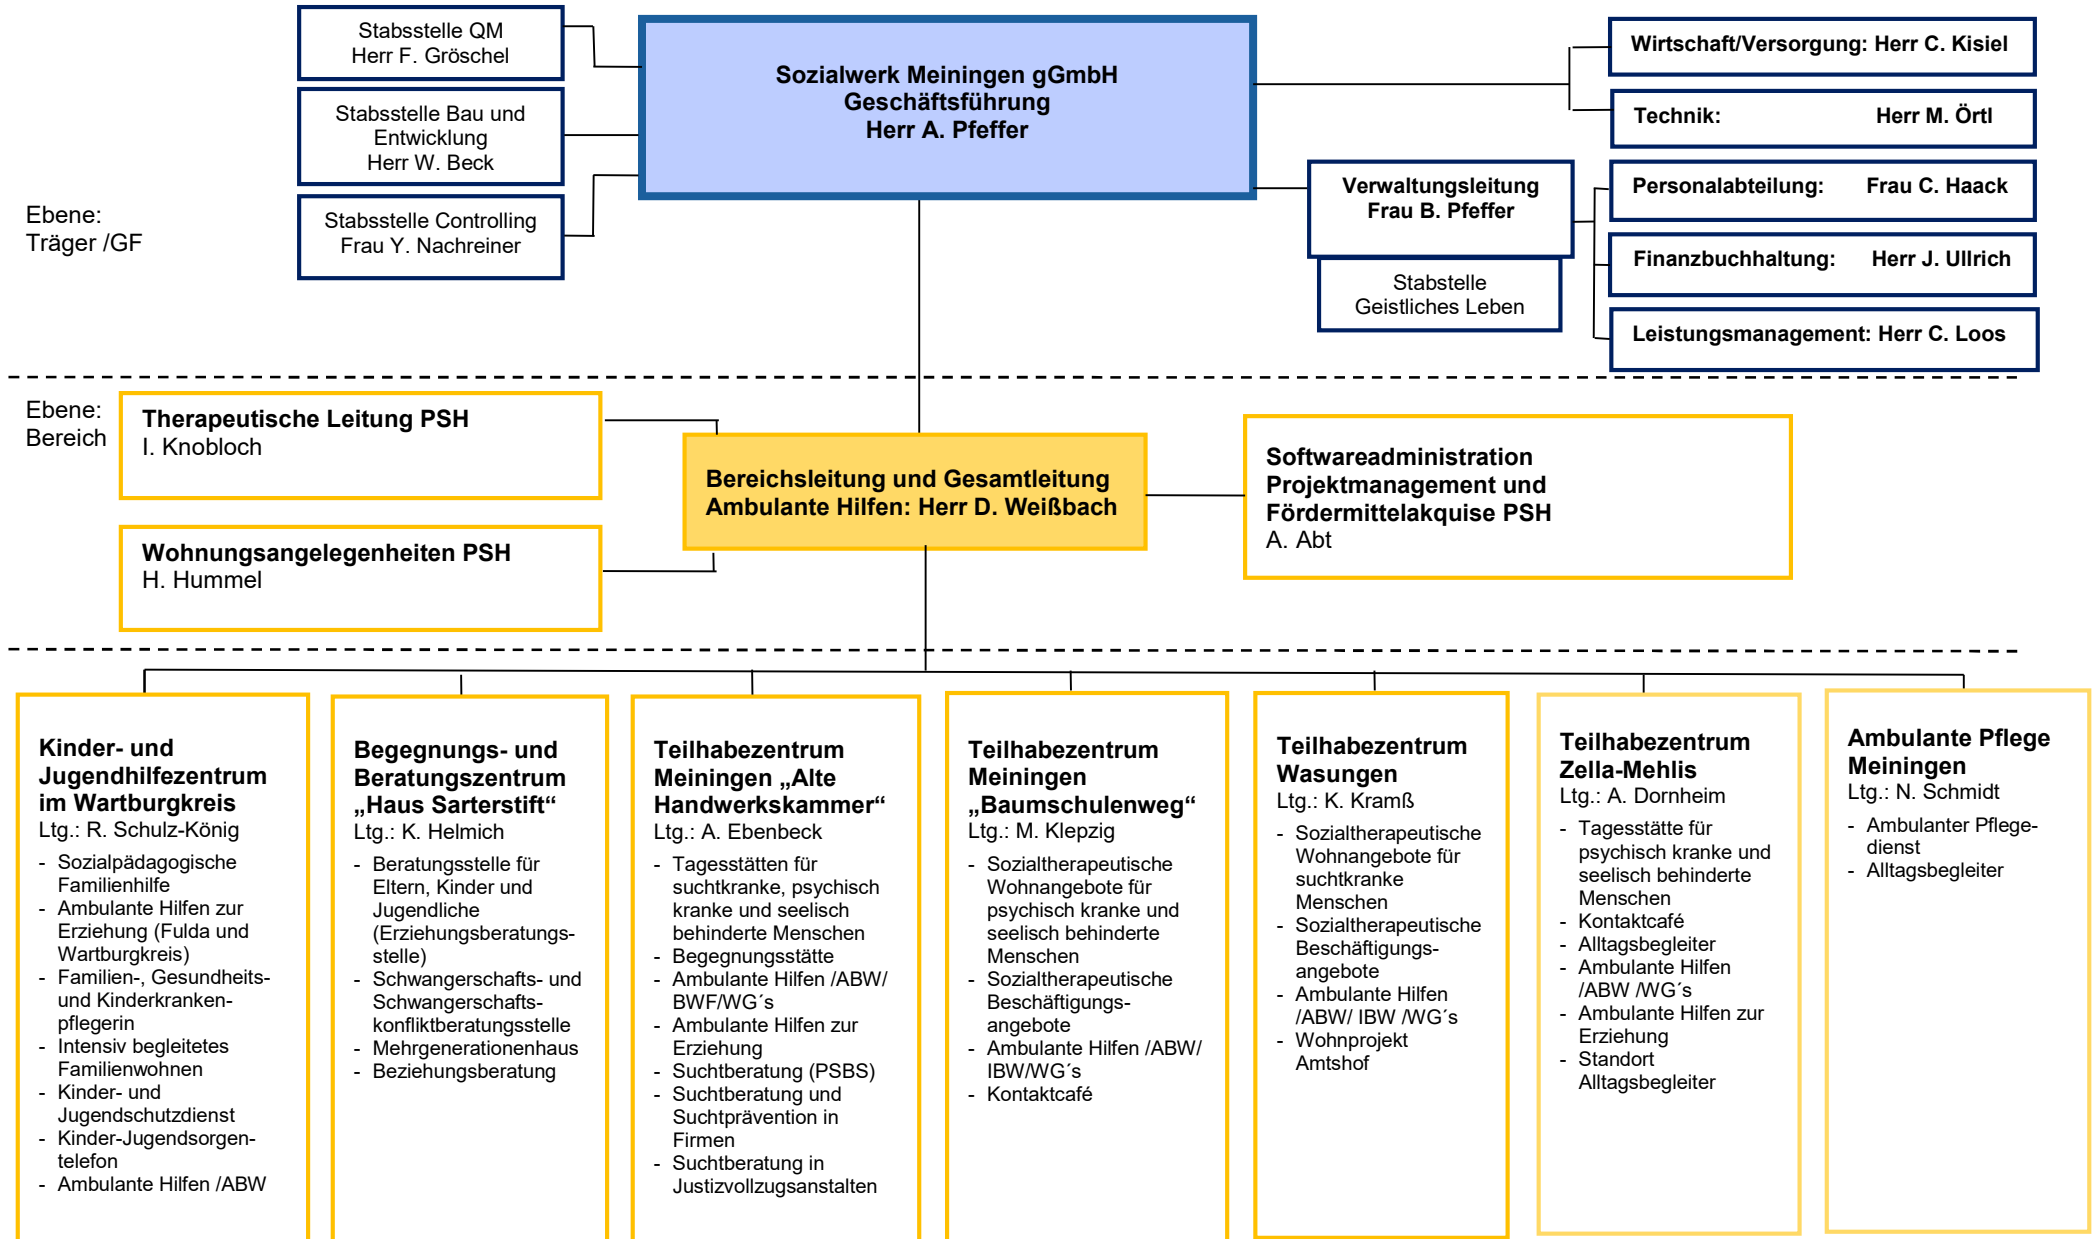 Stabsstelle QM
Herr F. Gröschel
Stabsstelle Bau und
Entwicklung
Herr W. Beck
Stabsstelle Controlling
Frau Y. Nachreiner
Ebene:
Träger /GF
Sozialwerk Meiningen gGmbH
Geschäftsführung
Herr A. Pfeffer
Wirtschaft/Versorgung: Herr C. Kisiel
Technik: Herr M. Örtl
Verwaltungsleitung
Frau B. Pfeffer
Stabstelle
Geistliches Leben
Personalabteilung: Frau C. Haack
Finanzbuchhaltung: Herr J. Ullrich
Leistungsmanagement: Herr C. Loos
Ebene:
Bereich
Therapeutische Leitung PSH
I. Knobloch
Wohnungsangelegenheiten PSH
H. Hummel
Bereichsleitung und Gesamtleitung
Ambulante Hilfen: Herr D. Weißbach
Softwareadministration
Projektmanagement und
Fördermittelakquise PSH
A. Abt
Kinder- und
Jugendhilfezentrum
im Wartburgkreis
Ltg.: R. Schulz-König
- Sozialpädagogische
Familienhilfe
- Ambulante Hilfen zur
Erziehung (Fulda und
Wartburgkreis)
- Familien-, Gesundheits-
und Kinderkranken-
pflegerin
- Intensiv begleitetes
Familienwohnen
- Kinder- und
Jugendschutzdienst
- Kinder-Jugendsorgen-
telefon
- Ambulante Hilfen /ABW
Begegnungs- und
Beratungszentrum
„Haus Sarterstift“
Ltg.: K. Helmich
- Beratungsstelle für
Eltern, Kinder und
Jugendliche
(Erziehungsberatungs-
stelle)
- Schwangerschafts- und
Schwangerschafts-
konfliktberatungsstelle
- Mehrgenerationenhaus
- Beziehungsberatung
Teilhabezentrum
Meiningen „Alte
Handwerkskammer“
Ltg.: A. Ebenbeck
- Tagesstätten für
suchtkranke, psychisch
kranke und seelisch
behinderte Menschen
- Begegnungsstätte
- Ambulante Hilfen /ABW/
BWF/WG´s
- Ambulante Hilfen zur
Erziehung
- Suchtberatung (PSBS)
- Suchtberatung und
Suchtprävention in
Firmen
- Suchtberatung in
Justizvollzugsanstalten
Teilhabezentrum
Meiningen
„Baumschulenweg“
Ltg.: M. Klepzig
- Sozialtherapeutische
Wohnangebote für
psychisch kranke und
seelisch behinderte
Menschen
- Sozialtherapeutische
Beschäftigungs-
angebote
- Ambulante Hilfen /ABW/
IBW/WG´s
- Kontaktcafé
Teilhabezentrum
Wasungen
Ltg.: K. Kramß
- Sozialtherapeutische
Wohnangebote für
suchtkranke
Menschen
- Sozialtherapeutische
Beschäftigungs-
angebote
- Ambulante Hilfen
/ABW/ IBW /WG´s
- Wohnprojekt
Amtshof
Teilhabezentrum
Zella-Mehlis
Ltg.: A. Dornheim
- Tagesstätte für
psychisch kranke und
seelisch behinderte
Menschen
- Kontaktcafé
- Alltagsbegleiter
- Ambulante Hilfen
/ABW /WG´s
- Ambulante Hilfen zur
Erziehung
- Standort
Alltagsbegleiter
Ambulante Pflege
Meiningen
Ltg.: N. Schmidt
- Ambulanter Pflege-
dienst
- Alltagsbegleiter